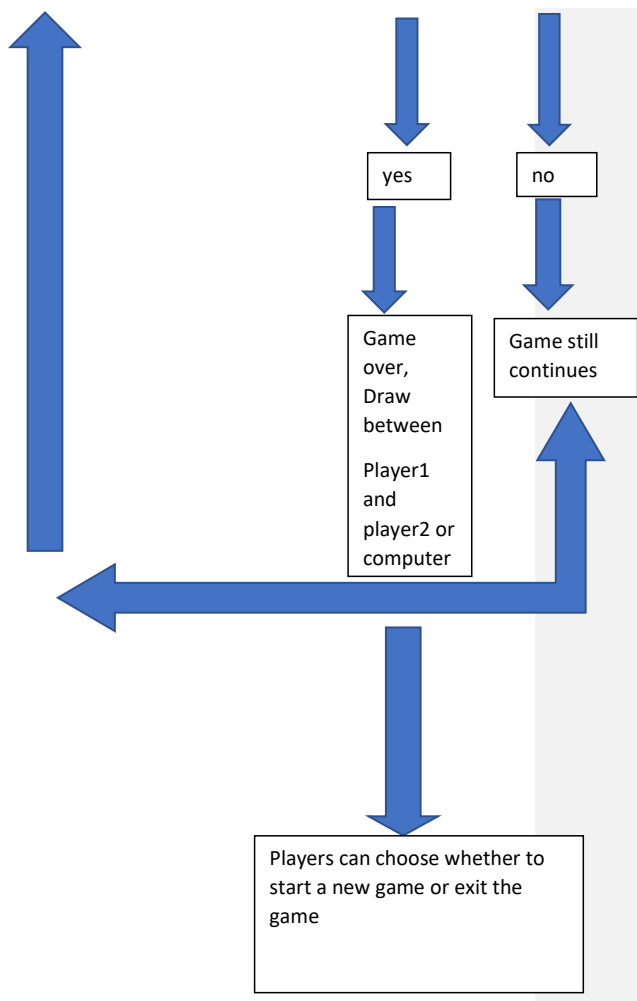 yes
no
Game
over,
Draw
between
Player1
and
player2 or
computer
Game still
continues
Players can choose whether to
start a new game or exit the
game